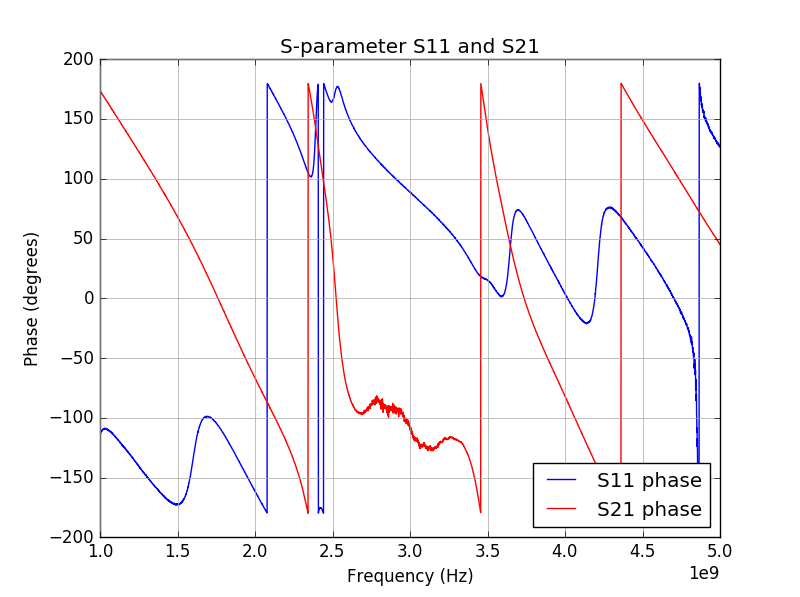 S-parameter S11 and S21
Phase (degrees)
200
150
100
50
0
−50
−100
−150
−200
1.0 1.5 2.0 2.5 3.0 3.5 4.0 4.5 5.0
1e9
Frequency (Hz)
S11 phase
S21 phase